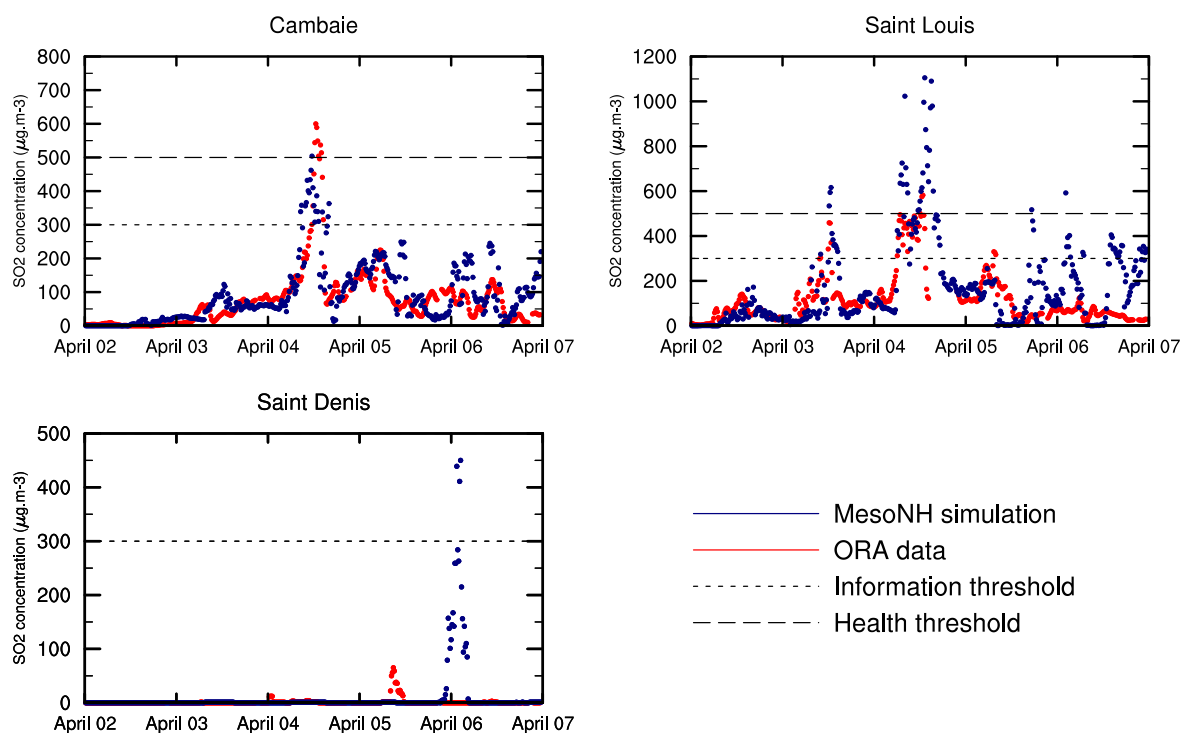 Cambaie
800
700
600
500
400
300
200
100
0
SO2 concentration (μg.m-3)
April 02 April 03 April 04 April 05 April 06 April 07
Saint Louis
1200
1000
800
600
400
200
0
SO2 concentration (μg.m-3)
April 02 April 03 April 04 April 05 April 06 April 07
Saint Denis
500
400
300
200
100
0
SO2 concentration (μg.m-3)
April 02 April 03 April 04 April 05 April 06 April 07
MesoNH simulation
ORA data
Information threshold
Health threshold